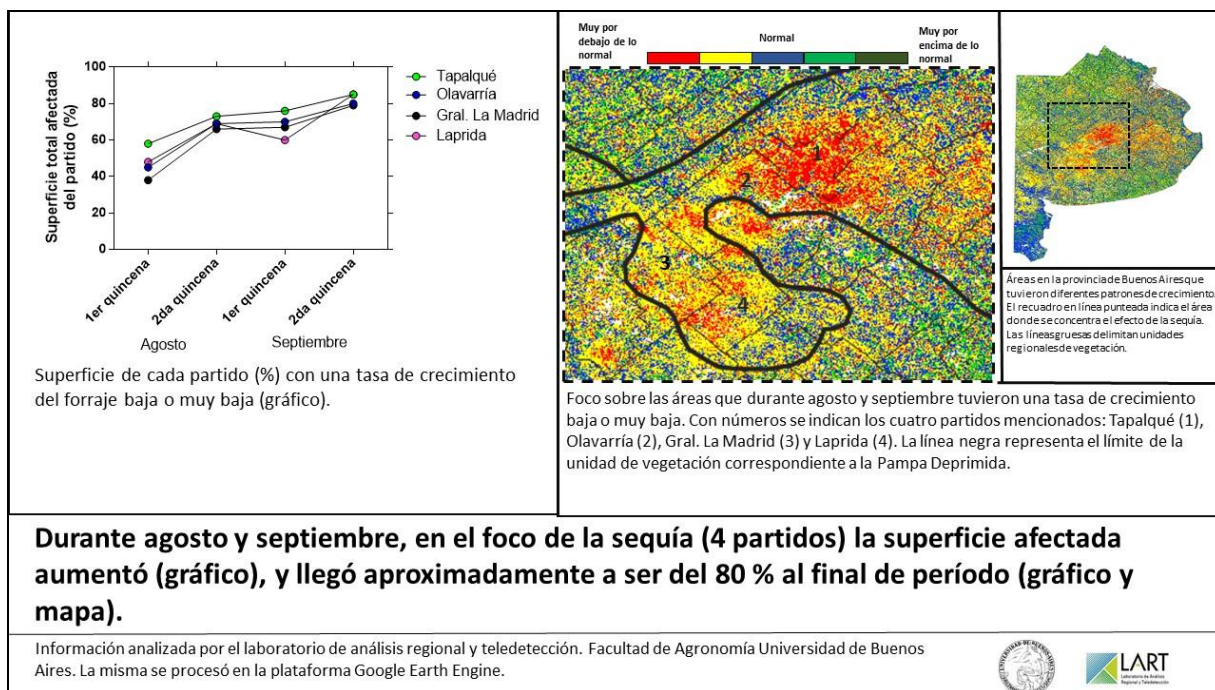 Superficie total afectada
del partido (%)
100
80
60
40
20
0
1er quincena
2da quincena
1er quincena
2da quincena
Agosto
Septiembre
Tapalqué
Olavarría
Gral. La Madrid
Laprida
Superficie de cada partido (%) con una tasa de crecimiento
del forraje baja o muy baja (gráfico).
Muy por
debajo de lo
normal
Normal
Muy por
encima de lo
normal
1
2
3
4
Foco sobre las áreas que durante agosto y septiembre tuvieron una tasa de crecimiento
baja o muy baja. Con números se indican los cuatro partidos mencionados: Tapalqué (1),
Olavarría (2), Gral. La Madrid (3) y Laprida (4). La línea negra representa el límite de la
unidad de vegetación correspondiente a la Pampa Deprimida.
Áreas en la provincia de Buenos Aires que
tuvieron diferentes patrones de crecimiento.
El recuadro en línea punteada indica el área
donde se concentra el efecto de la sequía.
Las líneas gruesas delimitan unidades
regionales de vegetación.
Durante agosto y septiembre, en el foco de la sequía (4 partidos) la superficie afectada
aumentó (gráfico), y llegó aproximadamente a ser del 80 % al final de período (gráfico y
mapa).
Información analizada por el laboratorio de análisis regional y teledetección. Facultad de Agronomía Universidad de Buenos
Aires. La misma se procesó en la plataforma Google Earth Engine.
LART
Laboratorio de Análisis
Regional y Teledetección